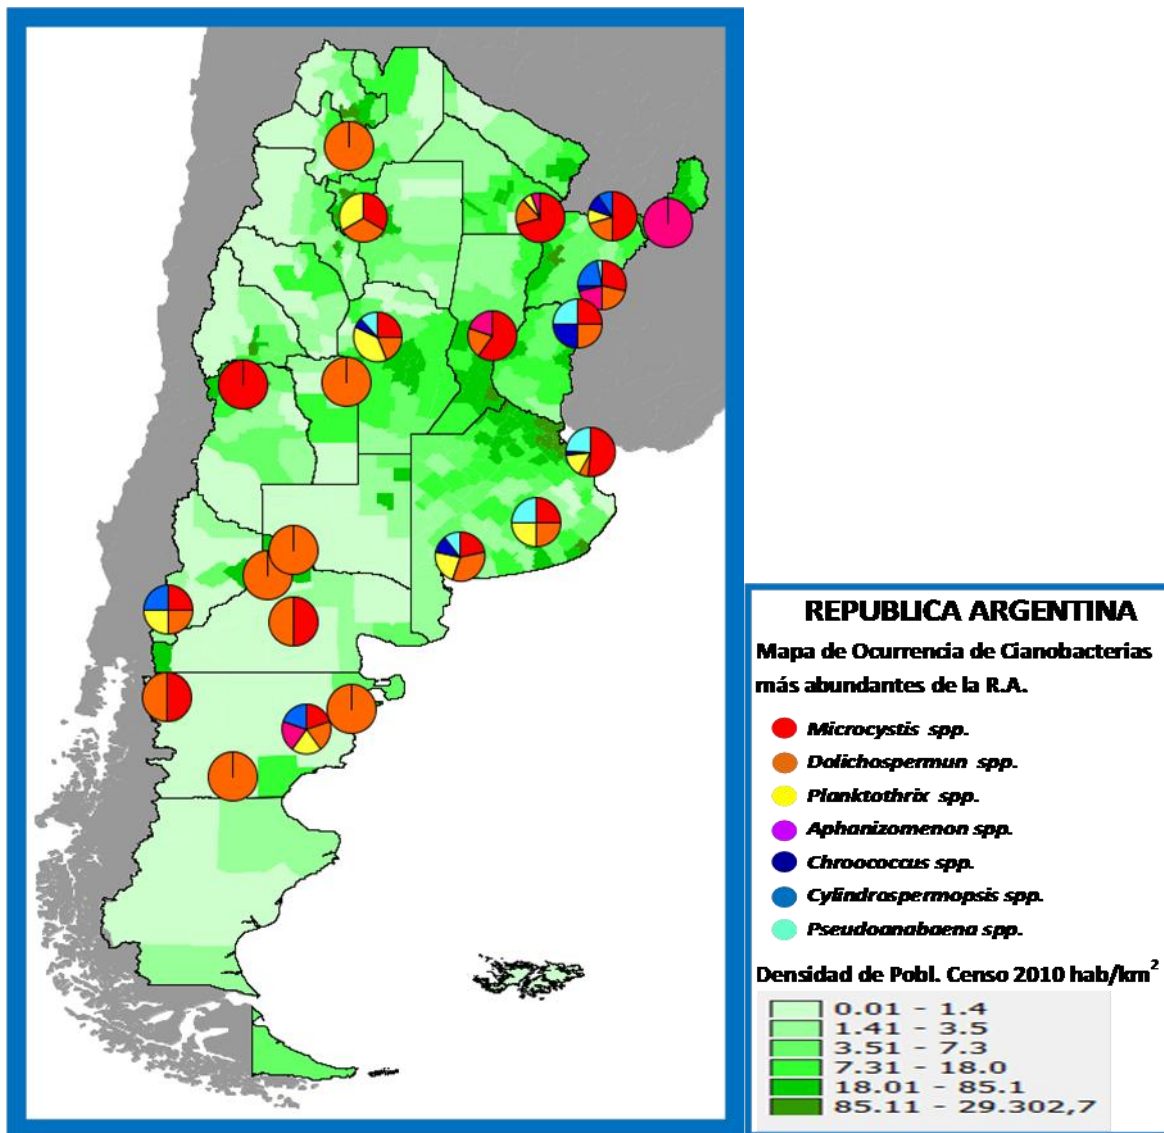 REPUBLICA ARGENTINA
Mapa de Ocurrencia de Cianobacterias
más abundantes de la R.A.
Microcystis spp.
Dolichospermun spp.
Planktothrix spp.
Aphanizomenon spp.
Chroococcus spp.
Cylindrospermopsis spp.
Pseudoanabaena spp.
Densidad de Pobl. Censo 2010 hab/km²
0.01 - 1.4
1.41 - 3.5
3.51 - 7.3
7.31 - 18.0
18.01 - 85.1
85.11 - 29.302,7